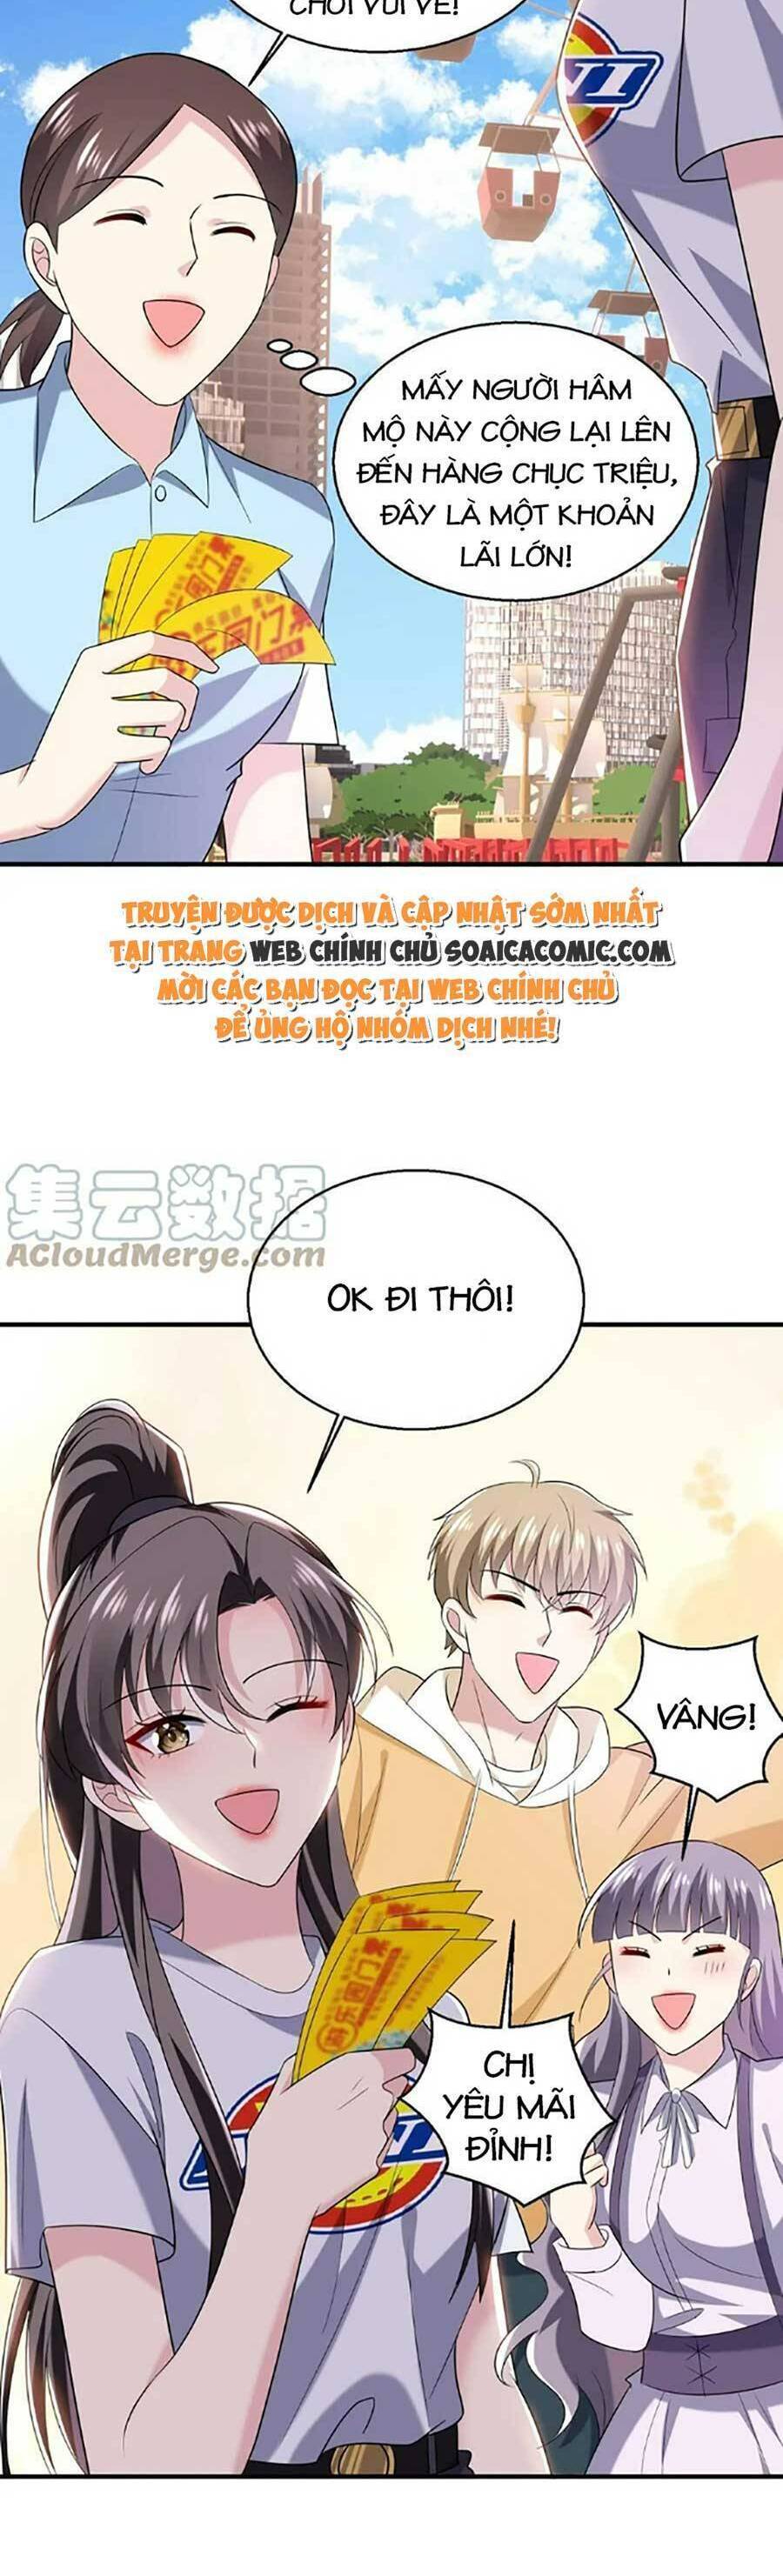 CHƠI VUI VẺ!
MẤY NGƯỜI HÂM
MỘ NÀY CỘNG LẠI LÊN
ĐẾN HÀNG CHỤC TRIỆU,
ĐÂY LÀ MỘT KHOẢN
LÃI LỚN!
TRUYỆN ĐƯỢC DỊCH VÀ CẬP NHẬT SỚM NHẤT
TẠI TRANG WEB CHÍNH CHỦ SOAICACOMIC.COM
MỜI CÁC BẠN ĐỌC TẠI WEB CHÍNH CHỦ
ĐỂ ỦNG HỘ NHÓM DỊCH NHÉ!
集云数据
ACloudMerge.com
OK ĐI THÔI!
VÂNG!
CHỊ
YÊU MÃI
ĐỈNH!